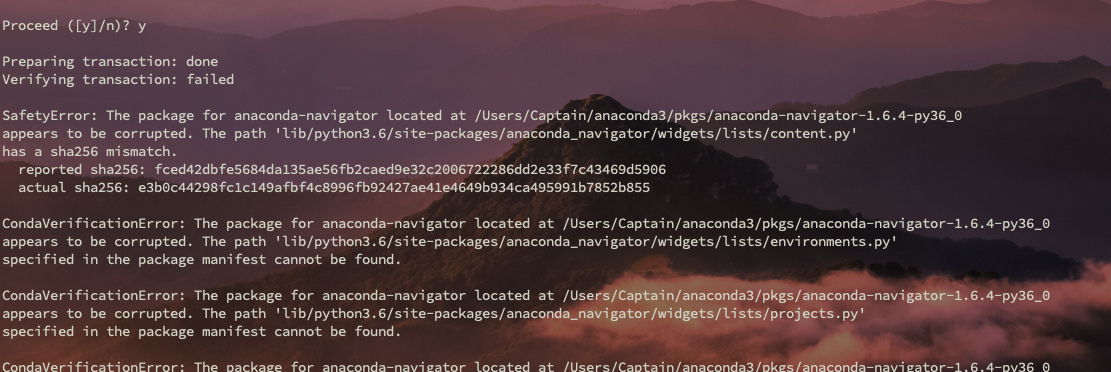 Proceed ([y]/n)? y
Preparing transaction: done
Verifying transaction: failed
SafetyError: The package for anaconda-navigator located at /Users/Captain/anaconda3/pkgs/anaconda-navigator-1.6.4-py36_0
appears to be corrupted. The path 'lib/python3.6/site-packages/anaconda_navigator/widgets/lists/content.py'
has a sha256 mismatch.
  reported sha256: fced42dbfe5684da135ae56fb2caed9e32c2006722286dd2e33f7c43469d5906
  actual sha256: e3b0c44298fc1c149afbf4c8996fb92427ae41e4649b934ca495991b7852b855
CondaVerificationError: The package for anaconda-navigator located at /Users/Captain/anaconda3/pkgs/anaconda-navigator-1.6.4-py36_0
appears to be corrupted. The path 'lib/python3.6/site-packages/anaconda_navigator/widgets/lists/environments.py'
specified in the package manifest cannot be found.
CondaVerificationError: The package for anaconda-navigator located at /Users/Captain/anaconda3/pkgs/anaconda-navigator-1.6.4-py36_0
appears to be corrupted. The path 'lib/python3.6/site-packages/anaconda_navigator/widgets/lists/projects.py'
specified in the package manifest cannot be found.
CondaVerificationError: The package for anaconda-navigator located at /Users/Captain/anaconda3/pkgs/anaconda-navigator-1.6.4-py36_0